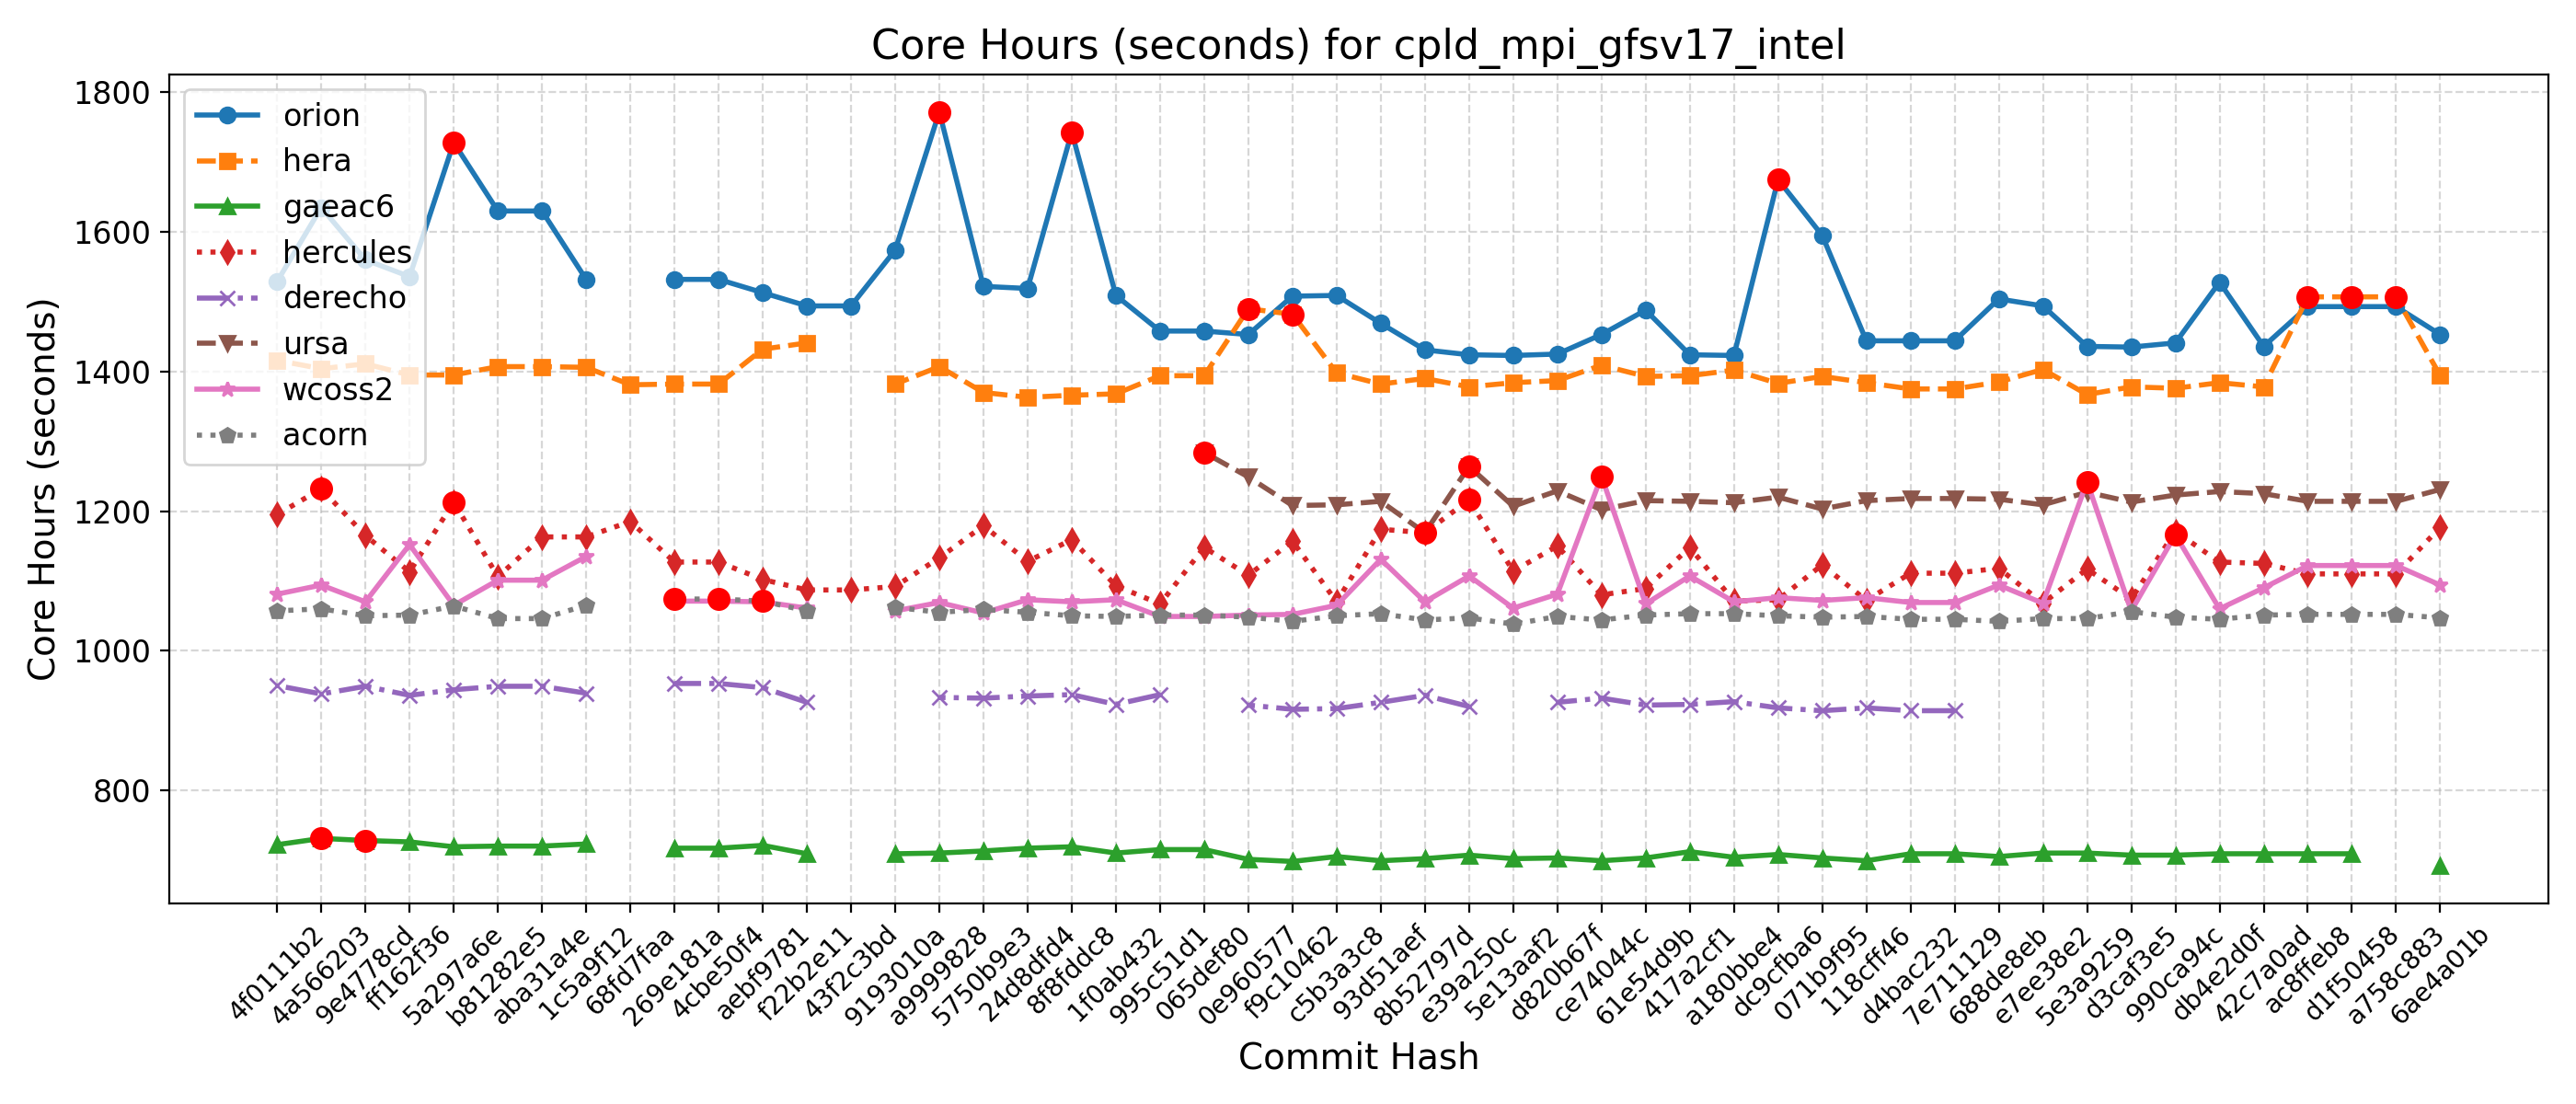 Core Hours (seconds) for cpld_mpi_gfsv17_intel
Core Hours (seconds)
1800
1600
1400
1200
1000
800
orion
hera
gaeac6
hercules
derecho
ursa
wcoss2
acorn
4f0111b2
4a566203
9e4778cd
ff162f36
5a297a6e
b81282e5
aba31a4e
1c5a9f12
68fd7faa
269e181a
4cbe50f4
aebf9781
f22b2e11
43f2c3bd
9193010a
a9999828
5750b9e3
24d8dfd4
8f8fddc8
1f0ab432
995c51d1
065def80
0e960577
f9c10462
c5b3a3c8
93d51aef
8b52797d
e39a250c
5e13aaf2
d820b67f
ce74044c
61e54d9b
417a2cf1
a180bbe4
dc9cfba6
071b9f95
118cff46
d4bac232
7e711129
688de8eb
e7ee38e2
5e3a9259
d3caf3e5
990ca94c
db4e2d0f
42c7a0ad
ac8ffeb8
d1f50458
a758c883
6ae4a01b
Commit Hash